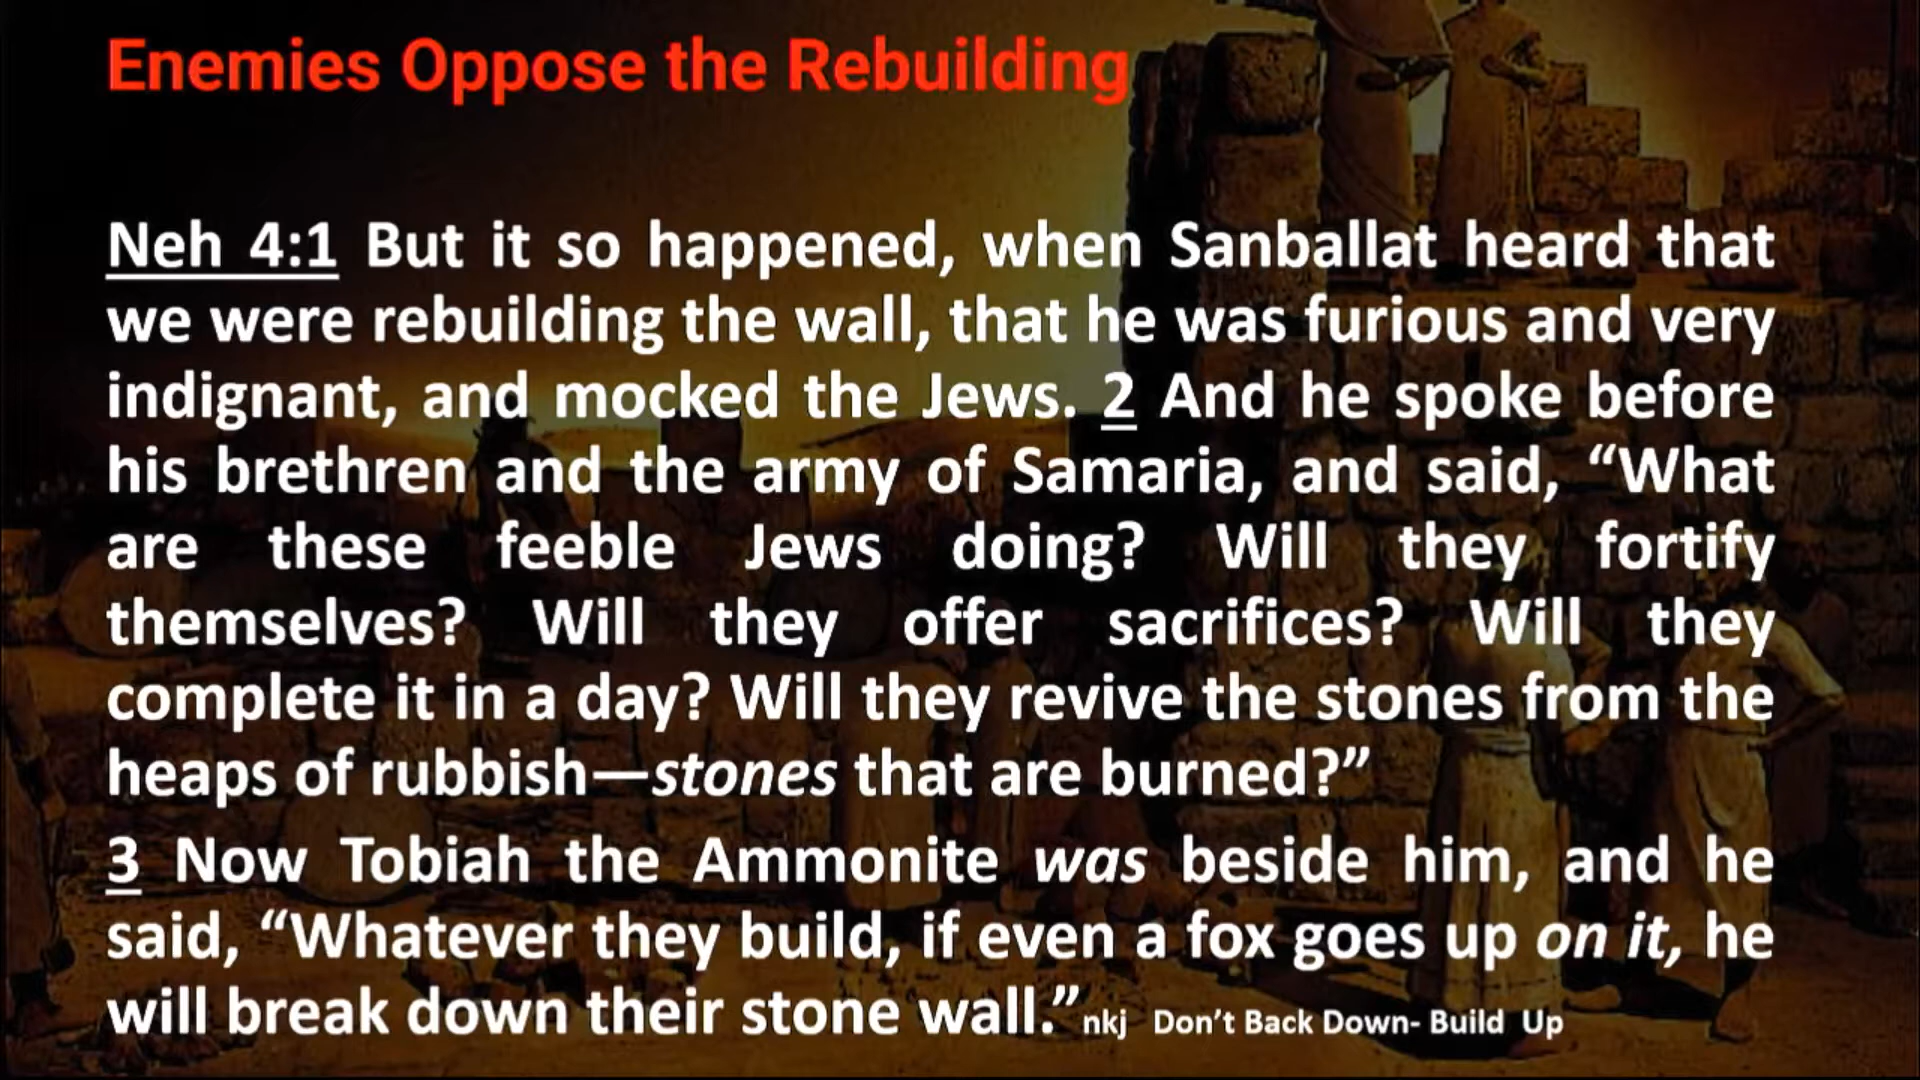 Enemies Oppose the Rebuilding
Neh 4:1 But it so happened, when Sanballat heard that
we were rebuilding the wall, that he was furious and very
indignant, and mocked the Jews. 2 And he spoke before
his brethren and the army of Samaria, and said, “What
are these feeble Jews doing? Will they fortify
themselves? Will they offer sacrifices? Will they
complete it in a day? Will they revive the stones from the
heaps of rubbish—stones that are burned?”
3 Now Tobiah the Ammonite was beside him, and he
said, “Whatever they build, if even a fox goes up on it, he
will break down their stone wall.” nkj Don’t Back Down- Build Up